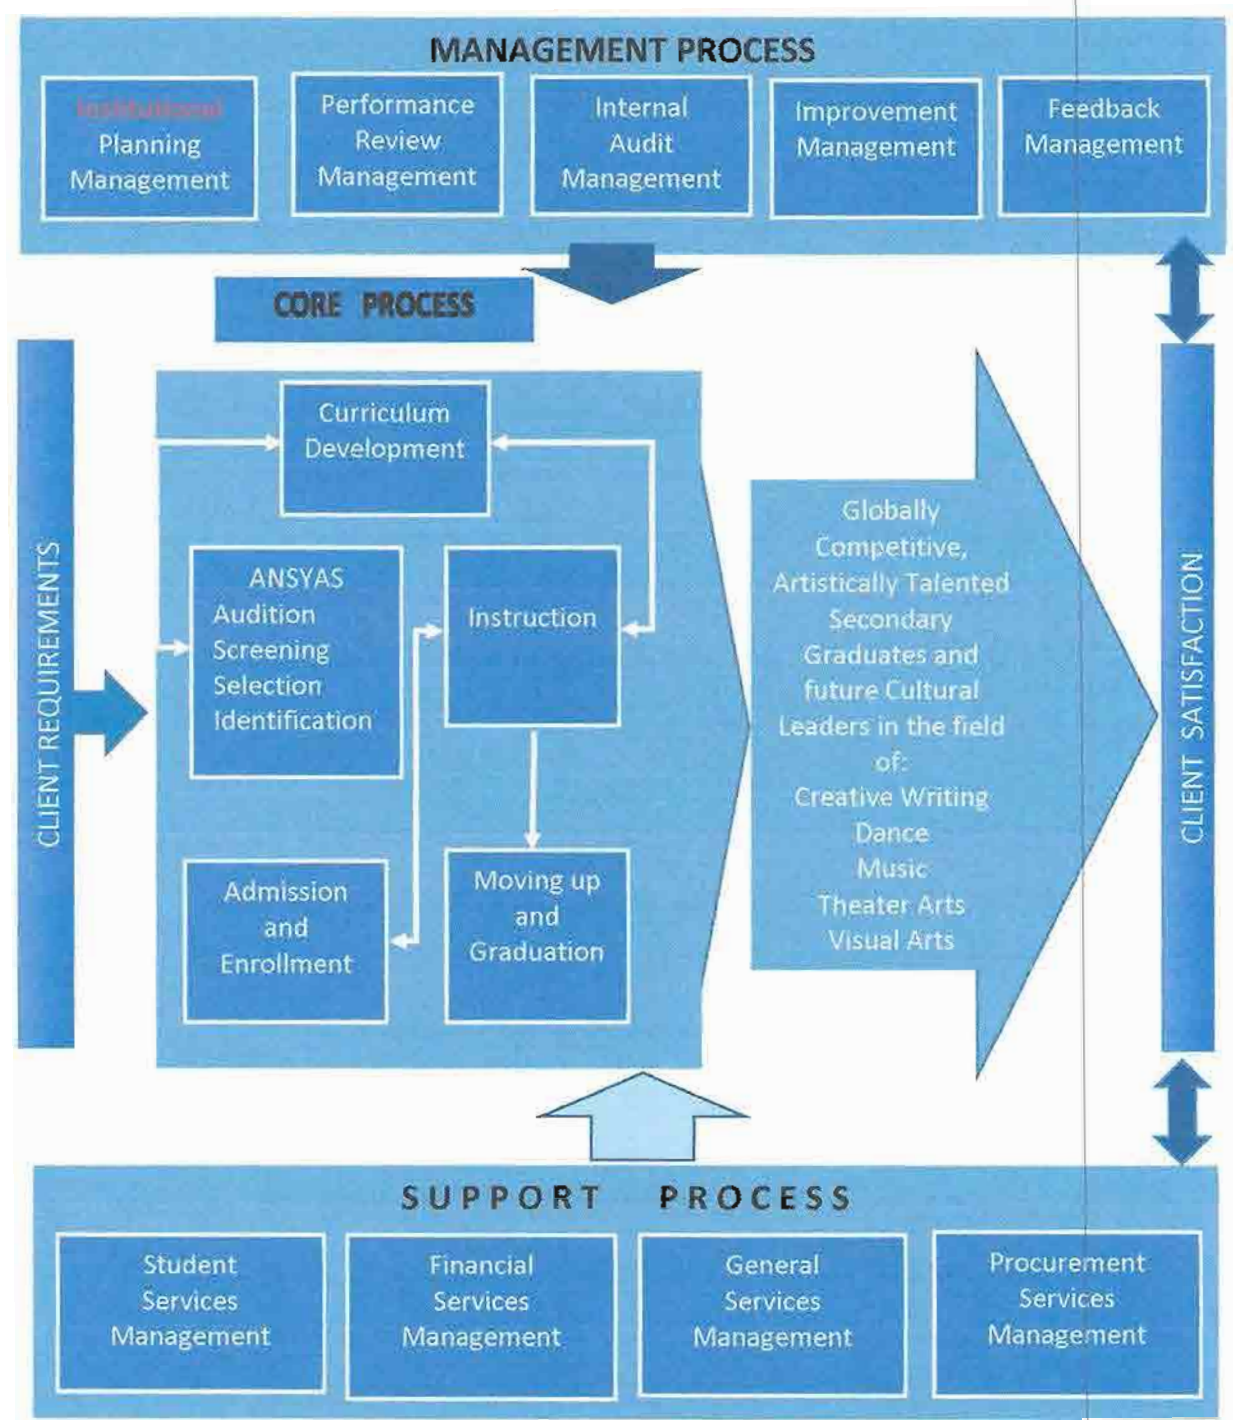 MANAGEMENT PROCESS
Institutional
Planning
Management
Performance
Review
Management
Internal
Audit
Management
Improvement
Management
Feedback
Management
CORE PROCESS
CLIENT REQUIREMENTS
Curriculum
Development
ANSYAS
Audition
Screening
Selection
Identification
Instruction
Admission
and
Enrollment
Moving up
and
Graduation
Globally
Competitive,
Artistically Talented
Secondary
Graduates and
future Cultural
Leaders in the field
of:
Creative Writing
Dance
Music
Theater Arts
Visual Arts
CLIENT SATISFACTION
SUPPORT PROCESS
Student
Services
Management
Financial
Services
Management
General
Services
Management
Procurement
Services
Management